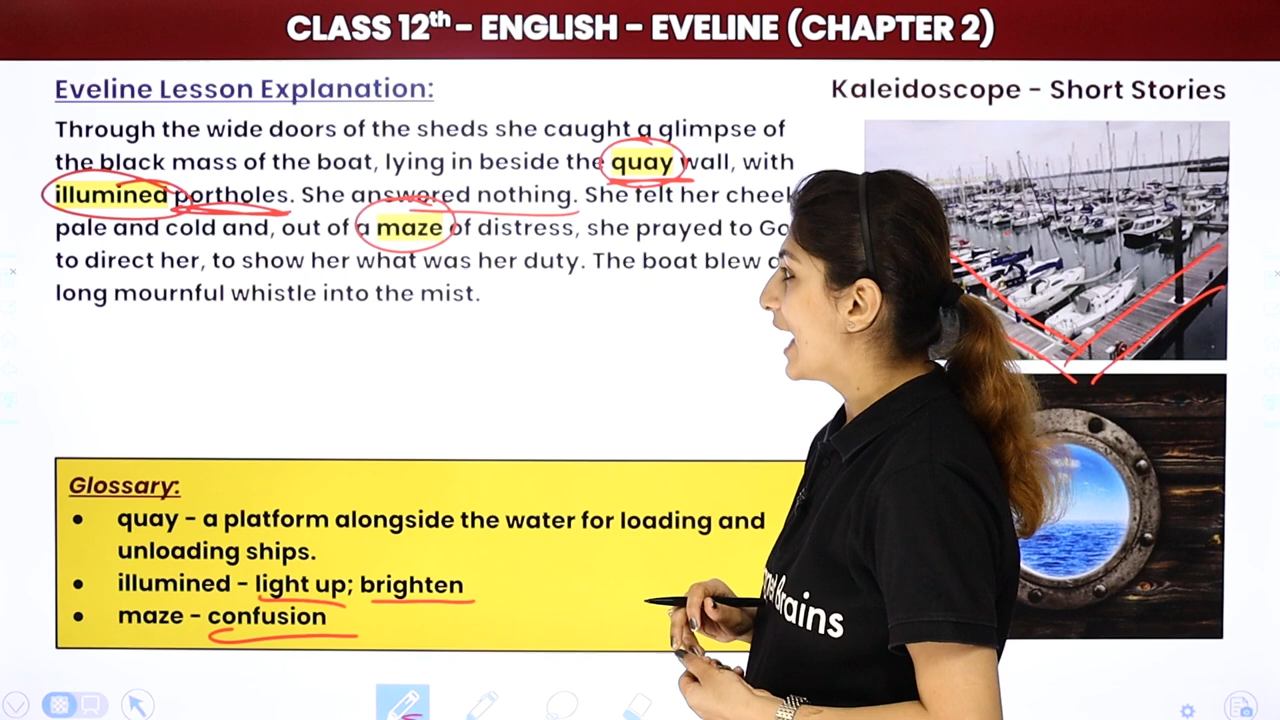 CLASS 12th - ENGLISH - EVELINE (CHAPTER 2)
Eveline Lesson Explanation:
Kaleidoscope - Short Stories
Through the wide doors of the sheds she caught a glimpse of
the black mass of the boat, lying in beside the quay wall, with
illumined portholes. She answered nothing. She felt her cheek
pale and cold and, out of a maze of distress, she prayed to Go
to direct her, to show her what was her duty. The boat blew a
long mournful whistle into the mist.
Glossary:
• quay - a platform alongside the water for loading and
unloading ships.
• illumined - light up; brighten
• maze - confusion
Brains